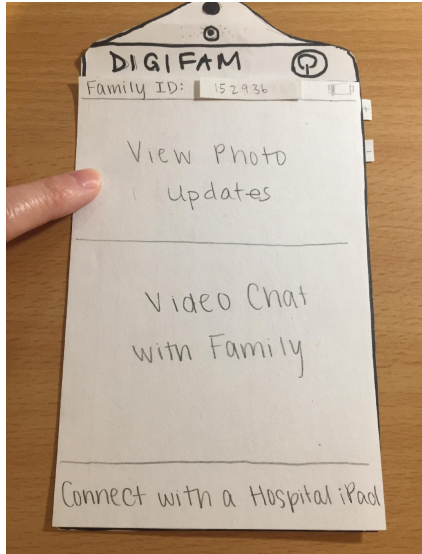 DIGIFAM
Family ID: 152936
View Photo
Updates
Video Chat
with Family
Connect with a Hospital iPad
+
-